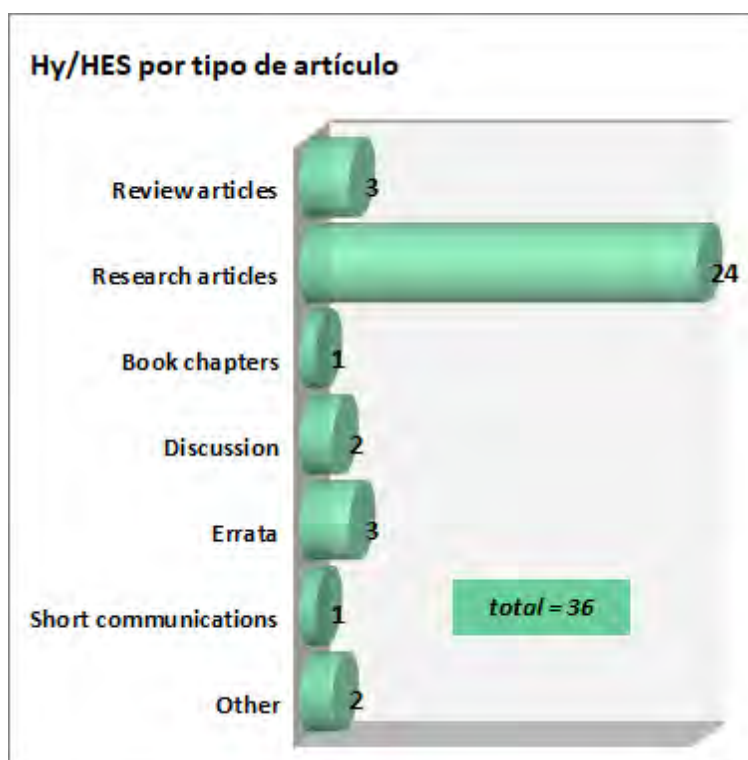 Hy/HES por tipo de artículo
Review articles
3
Research articles
24
Book chapters
1
Discussion
2
Errata
3
Short communications
1
total = 36
Other
2